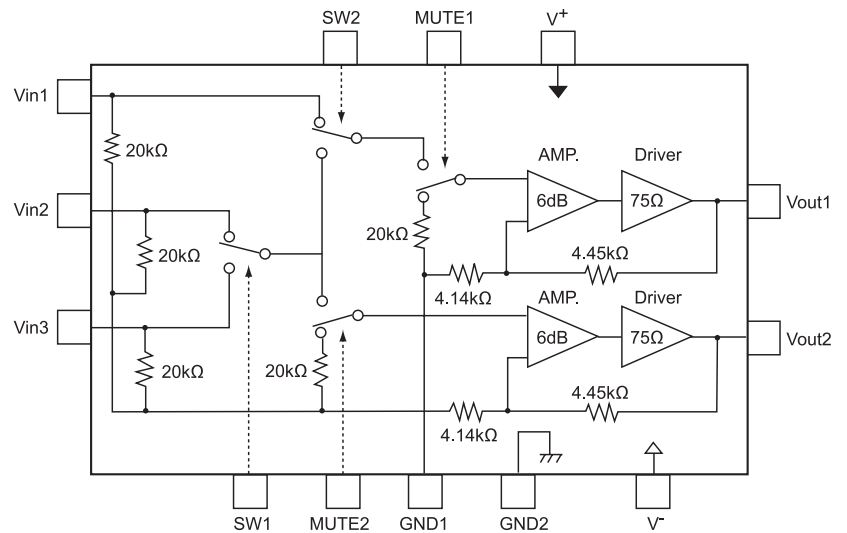 SW2
MUTE1
V+
Vin1
20kΩ
AMP.
Driver
6dB
75Ω
Vout1
Vin2
20kΩ
20kΩ
4.45kΩ
4.14kΩ
AMP.
Driver
Vin3
6dB
75Ω
Vout2
20kΩ
20kΩ
4.45kΩ
4.14kΩ
SW1
MUTE2
GND1
GND2
V-